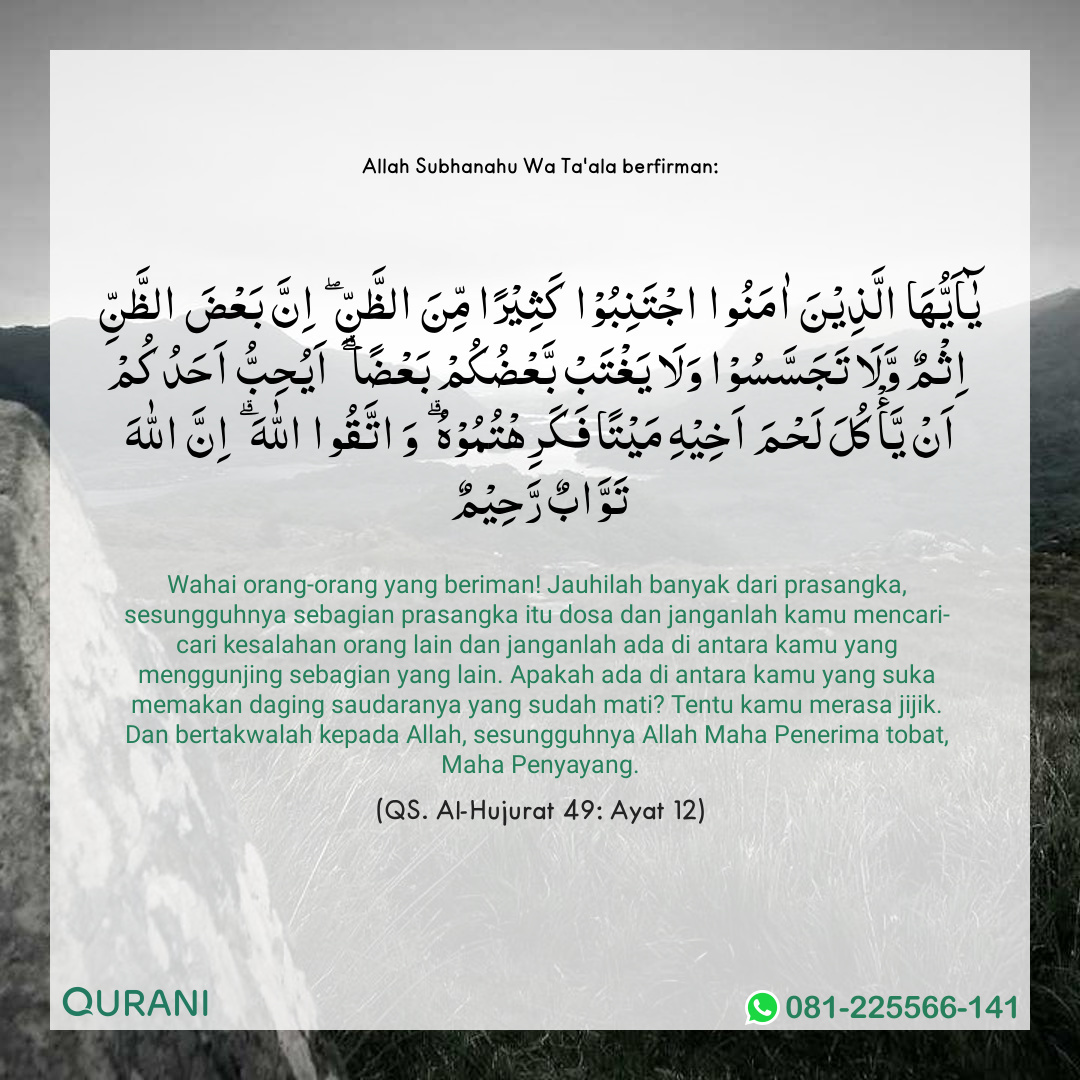 Allah Subhanahu Wa Ta'ala berfirman:
يٰۤاَيُّهَا الَّذِيْنَ اٰمَنُوا اجْتَنِبُوْا كَثِيْرًا مِّنَ الظَّنِّ ۖ اِنَّ بَعْضَ الظَّنِّ
اِثْمٌ وَّلَا تَجَسَّسُوْا وَلَا يَغْتَبْ بَّعْضُكُمْ بَعْضًا ۗ اَيُحِبُّ اَحَدُكُمْ
اَنْ يَّأْكُلَ لَحْمَ اَخِيْهِ مَيْتًا فَكَرِهْتُمُوْهُ ۗ وَاتَّقُوا اللّٰهَ ۗ اِنَّ اللّٰهَ
تَوَّابٌ رَّحِيْمٌ
Wahai orang-orang yang beriman! Jauhilah banyak dari prasangka,
sesungguhnya sebagian prasangka itu dosa dan janganlah kamu mencari-
cari kesalahan orang lain dan janganlah ada di antara kamu yang
menggunjing sebagian yang lain. Apakah ada di antara kamu yang suka
memakan daging saudaranya yang sudah mati? Tentu kamu merasa jijik.
Dan bertakwalah kepada Allah, sesungguhnya Allah Maha Penerima tobat,
Maha Penyayang.
(QS. Al-Hujurat 49: Ayat 12)
QURANI
081-225566-141